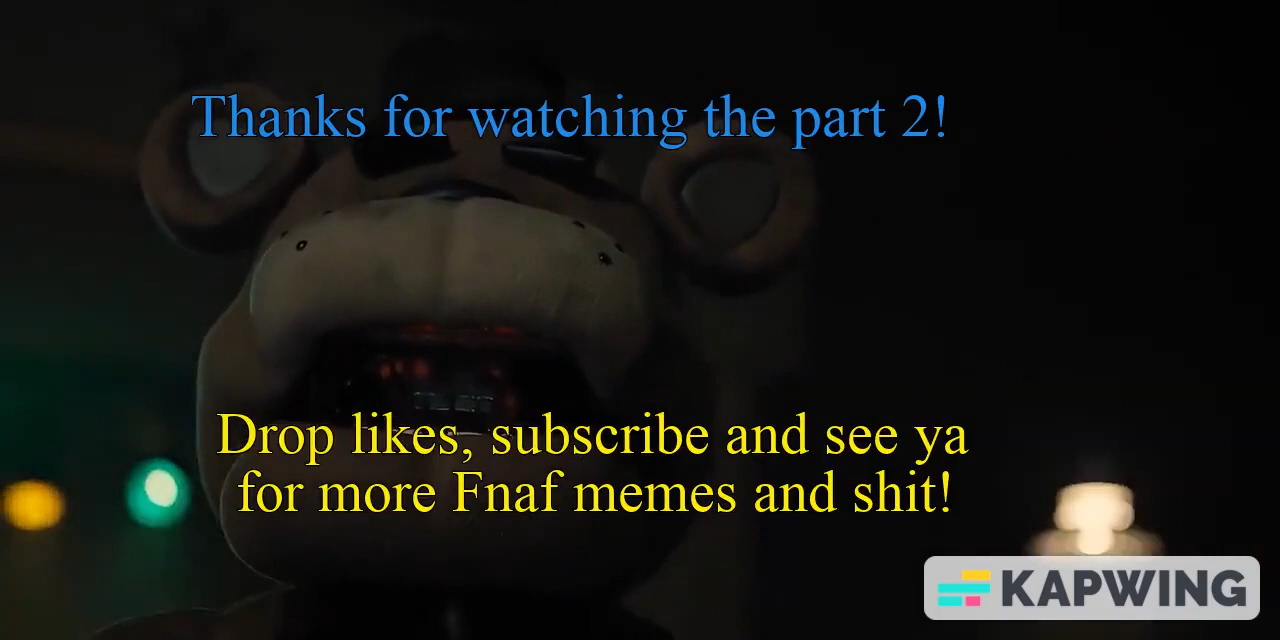 Thanks for watching the part 2!
Drop likes, subscribe and see ya
for more Fnaf memes and shit!
KAPWING